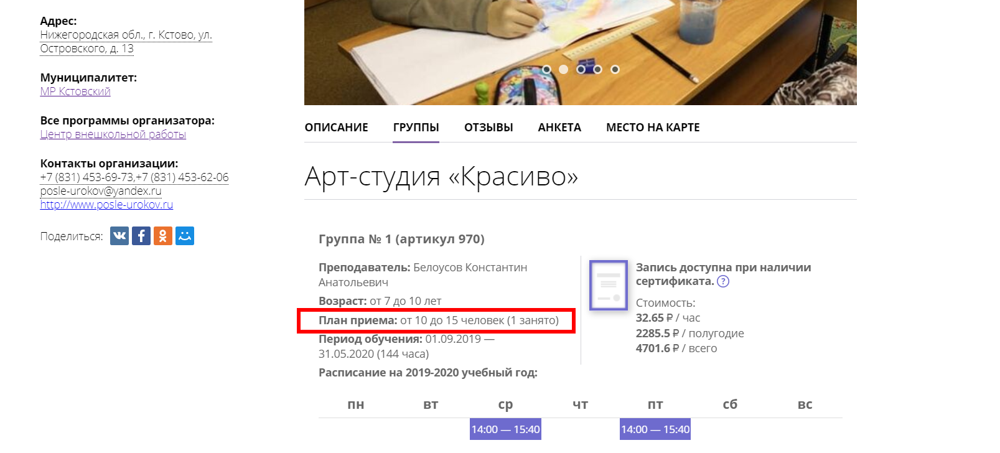 Адрес:
Нижегородская обл., г. Кстово, ул.
Островского, д. 13
Муниципалитет:
МР Кстовский
Все программы организатора:
Центр внешкольной работы
Контакты организации:
+7 (831) 453-69-73,+7 (831) 453-62-06
posle-urokov@yandex.ru
http://www.posle-urokov.ru
Поделиться:
ОПИСАНИЕ ГРУППЫ ОТЗЫВЫ АНКЕТА МЕСТО НА КАРТЕ
Арт-студия «Красиво»
Группа № 1 (артикул 970)
Преподаватель: Белоусов Константин
Анатольевич
Возраст: от 7 до 10 лет
План приема: от 10 до 15 человек (1 занято)
Период обучения: 01.09.2019 —
31.05.2020 (144 часа)
Запись доступна при наличии
сертификата. ?
Стоимость:
32.65 ₽ / час
2285.5 ₽ / полугодие
4701.6 ₽ / всего
Расписание на 2019-2020 учебный год:
пн вт ср чт пт сб вс
14:00 — 15:40 14:00 — 15:40